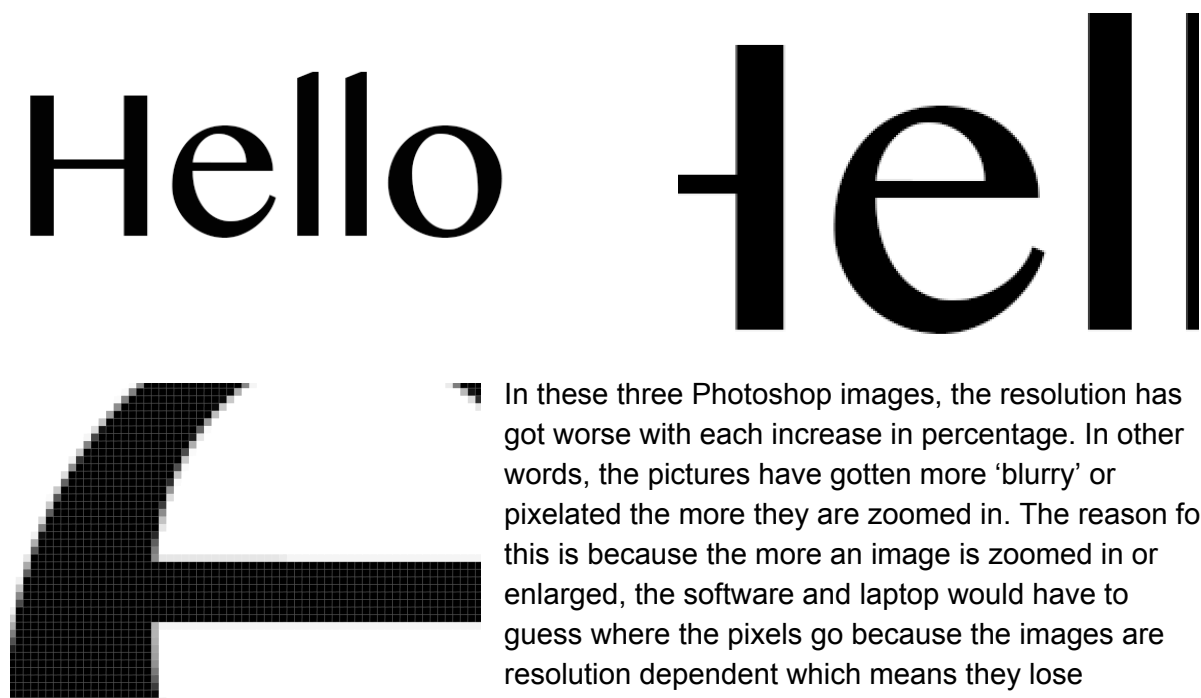 Hello
Hell
In these three Photoshop images, the resolution has
got worse with each increase in percentage. In other
words, the pictures have gotten more ‘blurry’ or
pixelated the more they are zoomed in. The reason fo
this is because the more an image is zoomed in or
enlarged, the software and laptop would have to
guess where the pixels go because the images are
resolution dependent which means they lose